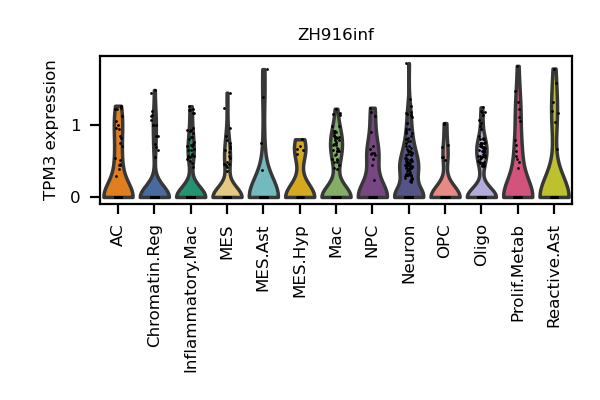 ZH916inf
TPM3 expression
1
0
AC
Chromatin.Reg
Inflammatory.Mac
MES
MES.Ast
MES.Hyp
Mac
NPC
Neuron
OPC
Oligo
Prolif.Metab
Reactive.Ast